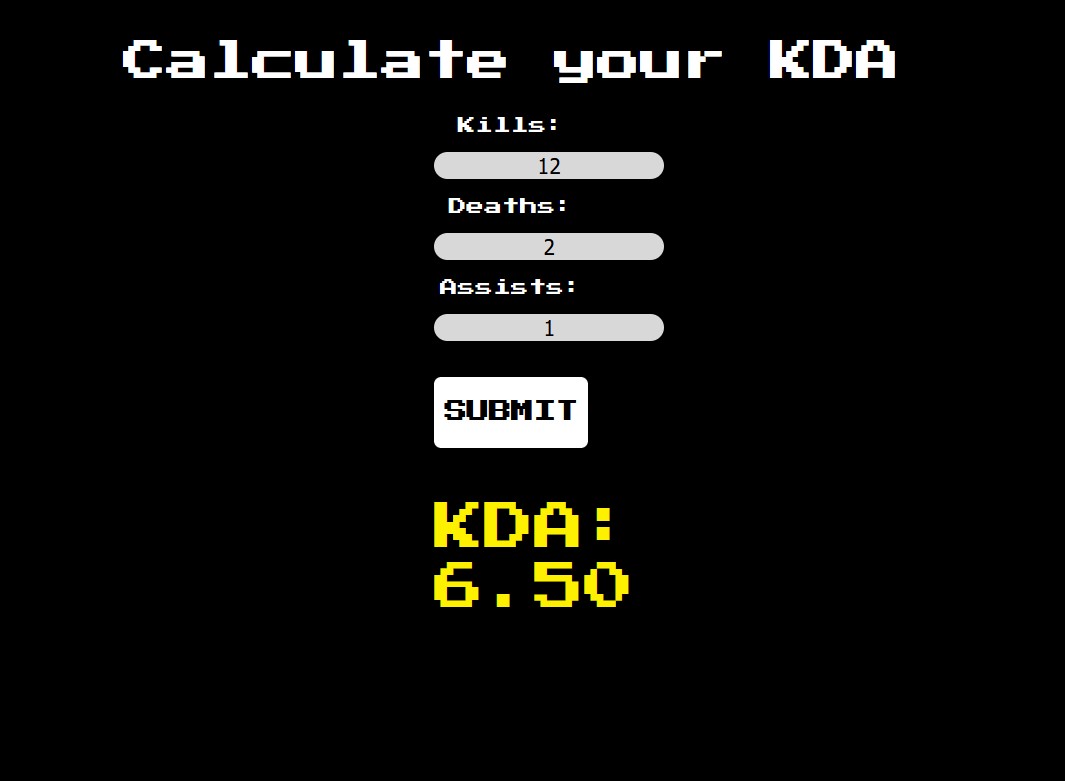 Calculate your KDA
Kills:
12
Deaths:
2
Assists:
1
SUBMIT
KDA:
6.50